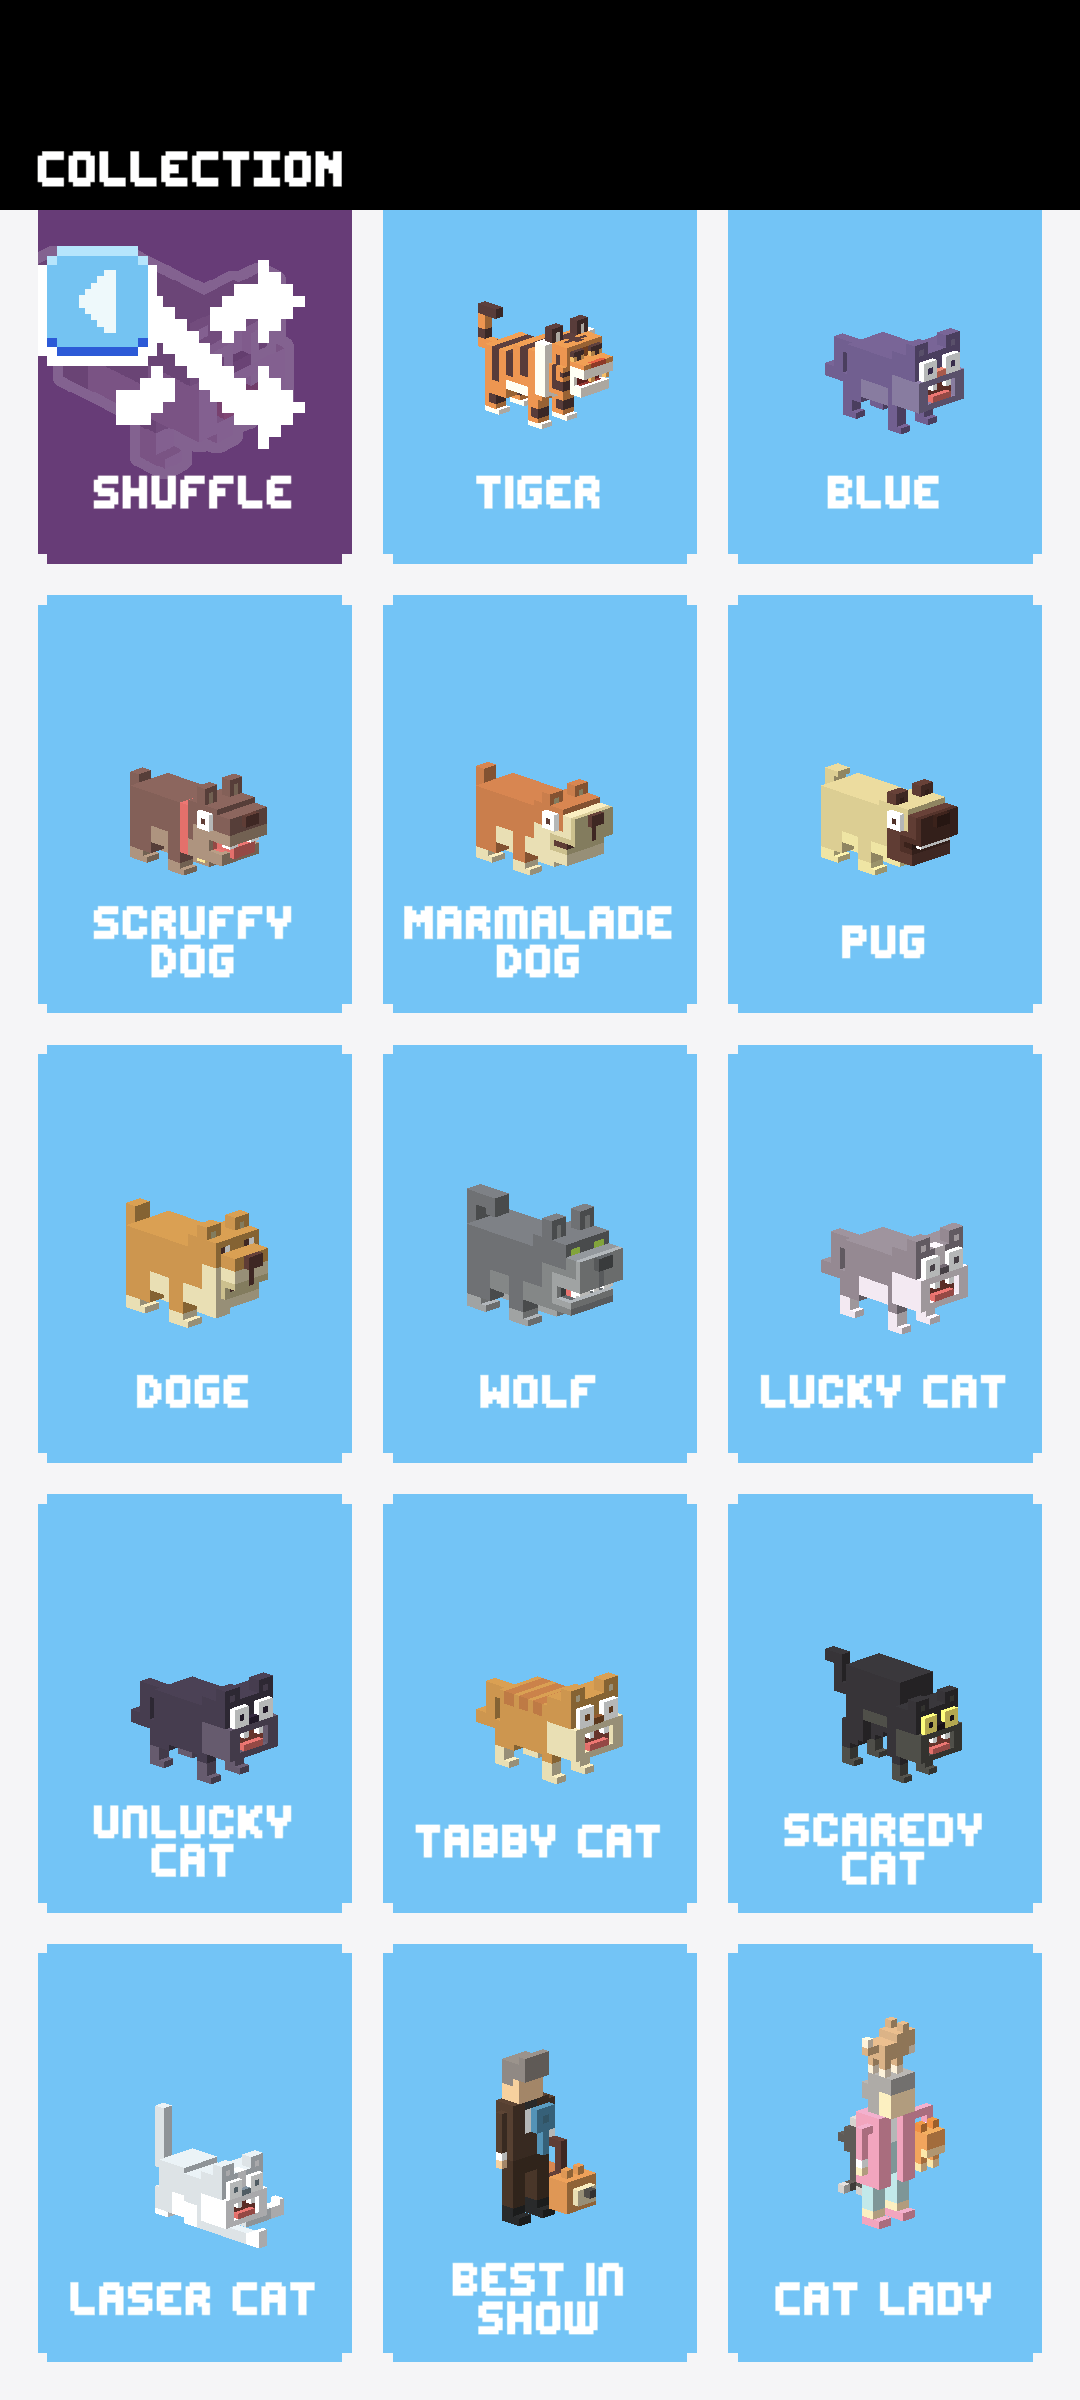 COLLECTION
SHUFFLE
TIGER
BLUE
SCRUFFY
DOG
MARMALADE
DOG
PUG
DOGE
WOLF
LUCKY CAT
UNLUCKY
CAT
TABBY CAT
SCAREDY
CAT
LASER CAT
BEST IN
SHOW
CAT LADY